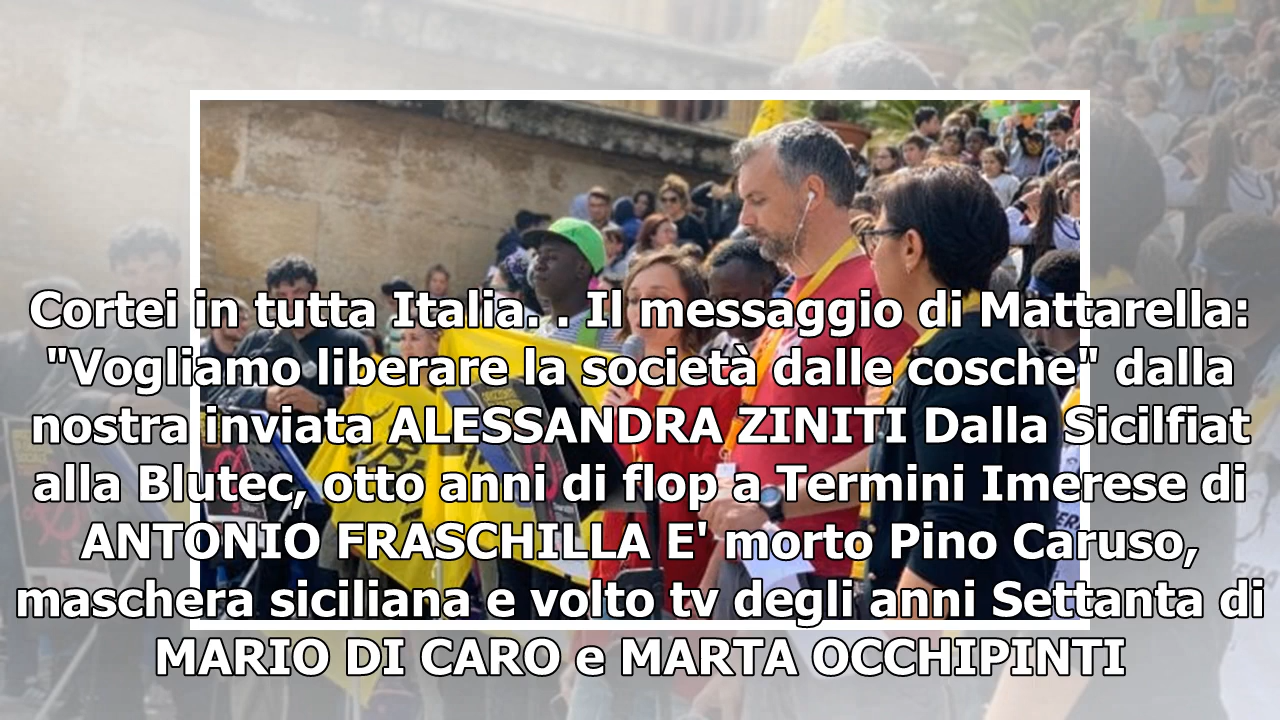 Cortei in tutta Italia. . Il messaggio di Mattarella:
"Vogliamo liberare la società dalle cosche" dalla
nostra inviata ALESSANDRA ZINITI Dalla Sicilfiat
alla Blutec, otto anni di flop a Termini Imerese di
ANTONIO FRASCHILLA E' morto Pino Caruso,
maschera siciliana e volto tv degli anni Settanta di
MARIO DI CARO e MARTA OCCHIPINTI